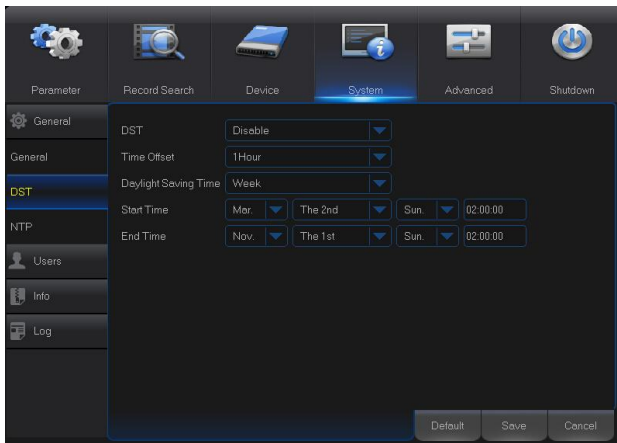 Parameter Record Search Device System Advanced Shutdown
General
General
DST
NTP
Users
Info
Log
DST Disable
Time Offset 1Hour
Daylight Saving Time Week
Start Time Mar. The 2nd Sun. 02:00:00
End Time Nov. The 1st Sun. 02:00:00
Default Save Cancel